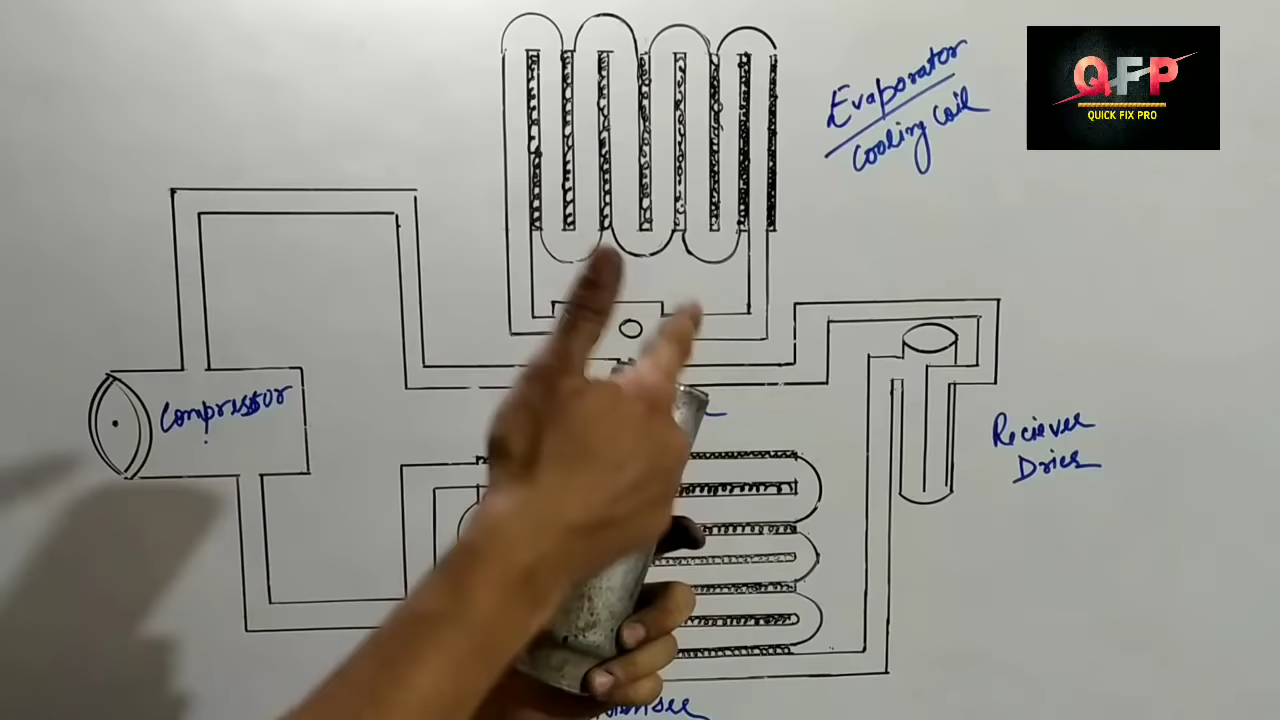 Evaporator
Cooling Coil
QFP
QUICK FIX PRO
Compressor
Reciever
Drier